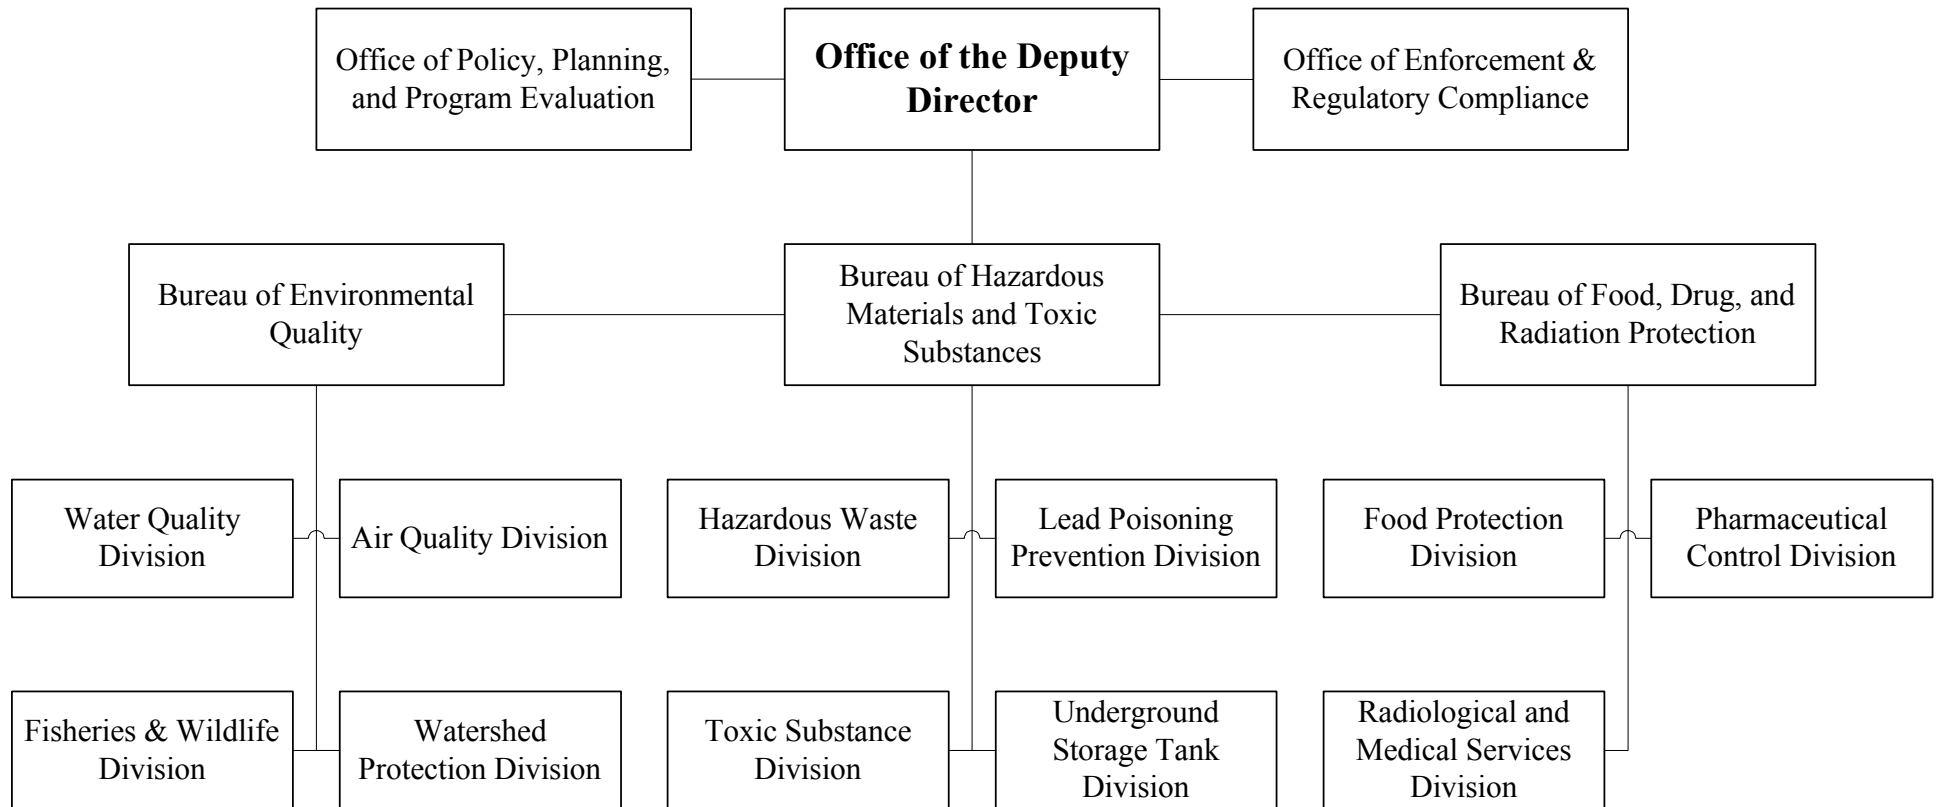 Office of Policy, Planning,
and Program Evaluation
Office of the Deputy
Director
Office of Enforcement &
Regulatory Compliance
Bureau of Environmental
Quality
Bureau of Hazardous
Materials and Toxic
Substances
Bureau of Food, Drug, and
Radiation Protection
Water Quality
Division
Air Quality Division
Hazardous Waste
Division
Lead Poisoning
Prevention Division
Food Protection
Division
Pharmaceutical
Control Division
Fisheries & Wildlife
Division
Watershed
Protection Division
Toxic Substance
Division
Underground
Storage Tank
Division
Radiological and
Medical Services
Division